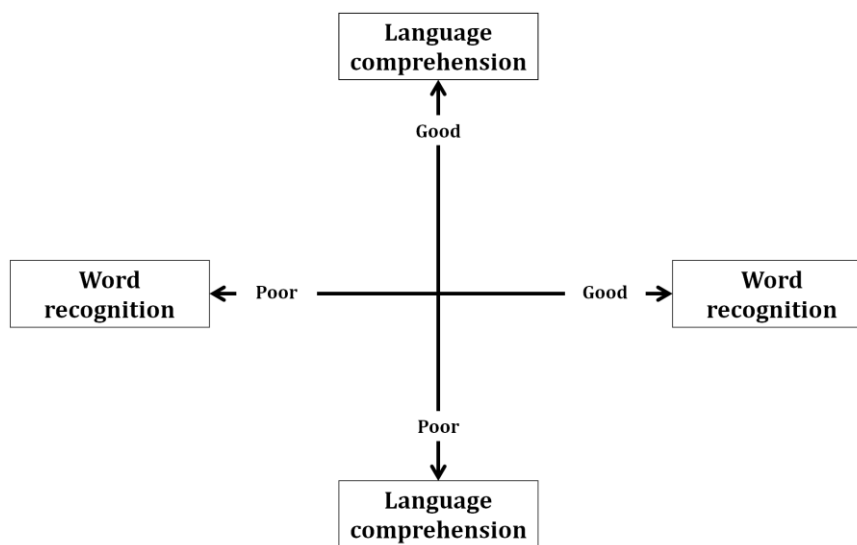 Language
comprehension
Good
Word
recognition
Poor
Good
Word
recognition
Poor
Language
comprehension